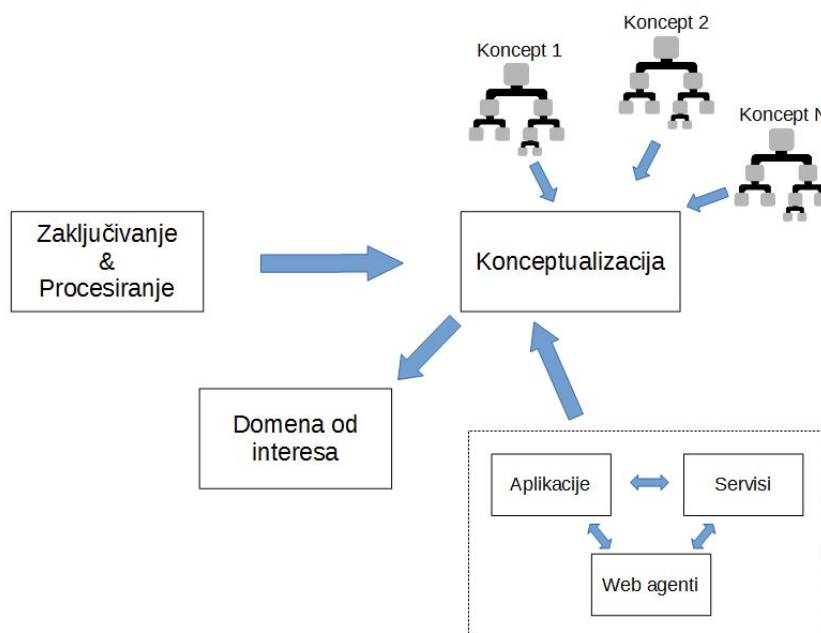 Koncept 1
Koncept 2
Koncept N
Zaključivanje
&
Procesiranje
Konceptualizacija
Domena od
interesa
Aplikacije
Servisi
Web agenti